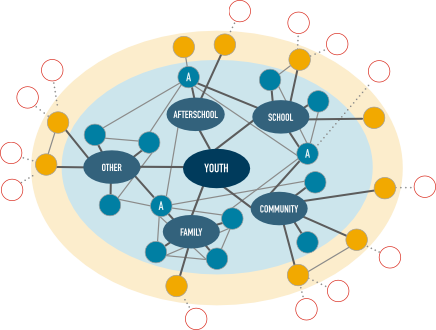 A
AFTERSCHOOL
SCHOOL
A
OTHER
YOUTH
A
COMMUNITY
FAMILY